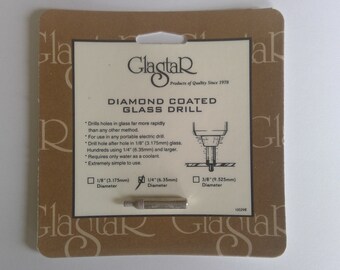 GlaStaR
Products of Quality Since 1978
DIAMOND COATED
GLASS DRILL
* Drills holes in glass far more rapidly
than any other method.
* For use in any portable electric drill.
* Drill hole after hole in 1/8" (3.175mm) glass.
Hundreds using 1/4" (6.35mm) and larger.
* Requires only water as a coolant.
* Extremely simple to use.
1/8" (3.175mm)
Diameter
1/4" (6.35mm)
Diameter
3/8" (9.525mm)
Diameter